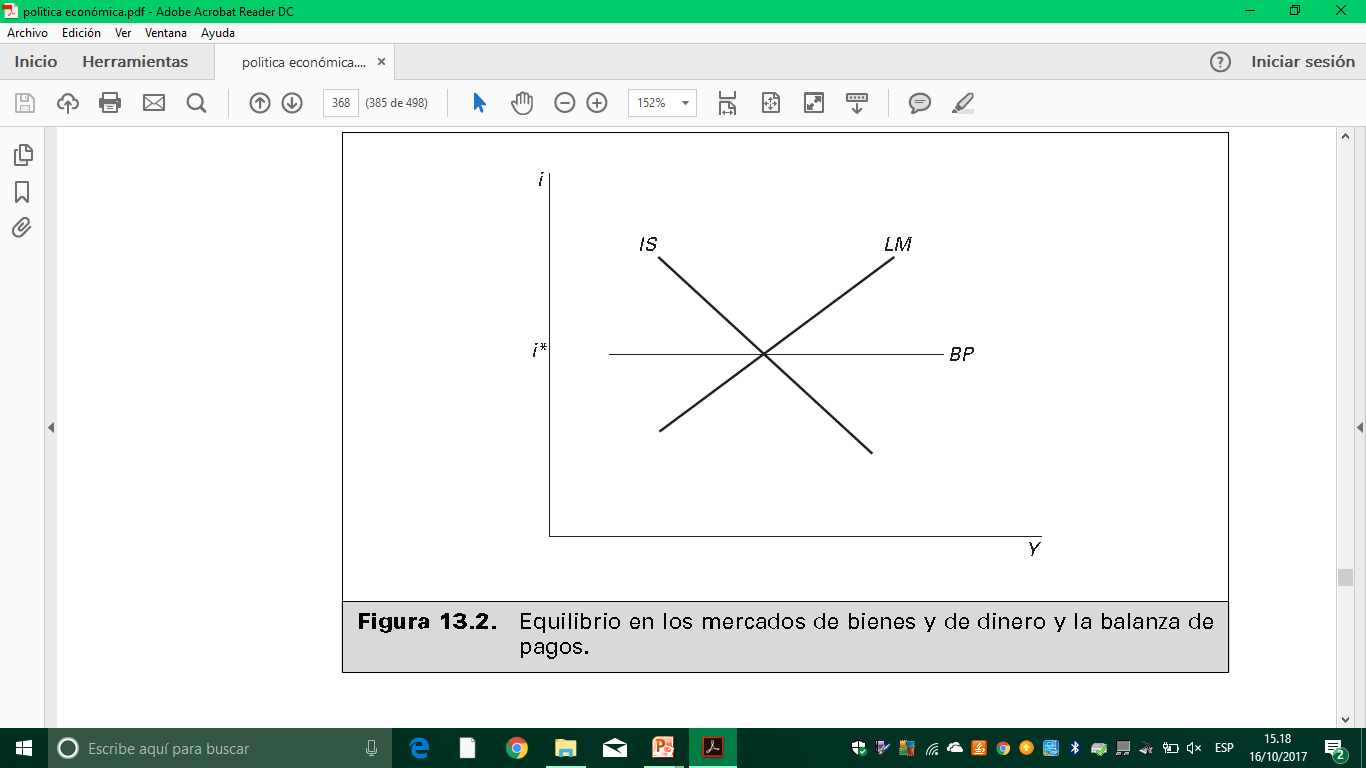 politica económica.pdf - Adobe Acrobat Reader DC
Archivo Edición Ver Ventana Ayuda
Inicio Herramientas politica económica.... × ? Iniciar sesión
368 (385 de 498) 152%
i
IS LM
i* BP
Y
Figura 13.2. Equilibrio en los mercados de bienes y de dinero y la balanza de
pagos.
Escribe aquí para buscar
ESP
15.18
16/10/2017
2